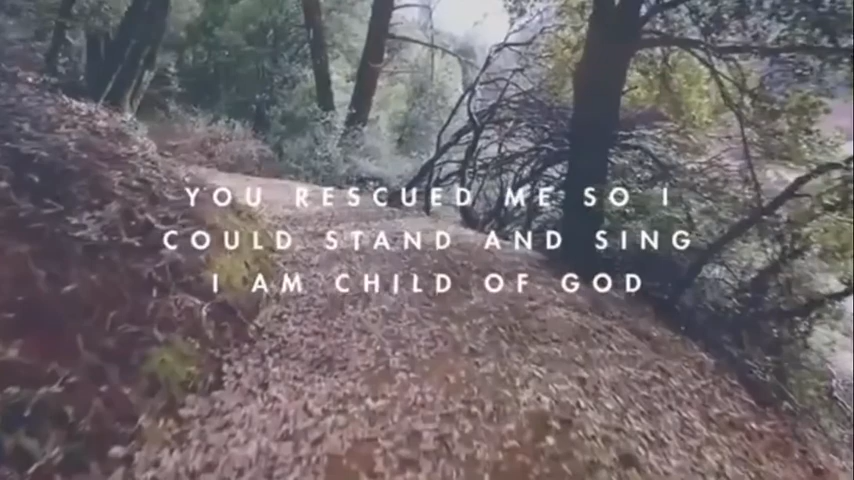 YOU RESCUED ME SO I
COULD STAND AND SING
I AM CHILD OF GOD